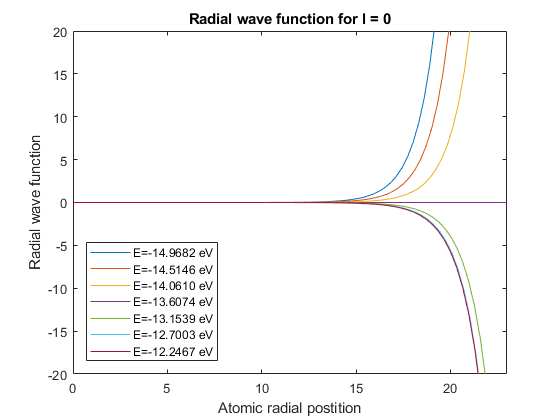 Radial wave function for l = 0
20
15
10
5
0
-5
-10
-15
-20
Radial wave function
E=-14.9682 eV
E=-14.5146 eV
E=-14.0610 eV
E=-13.6074 eV
E=-13.1539 eV
E=-12.7003 eV
E=-12.2467 eV
0 5 10 15 20
Atomic radial postition